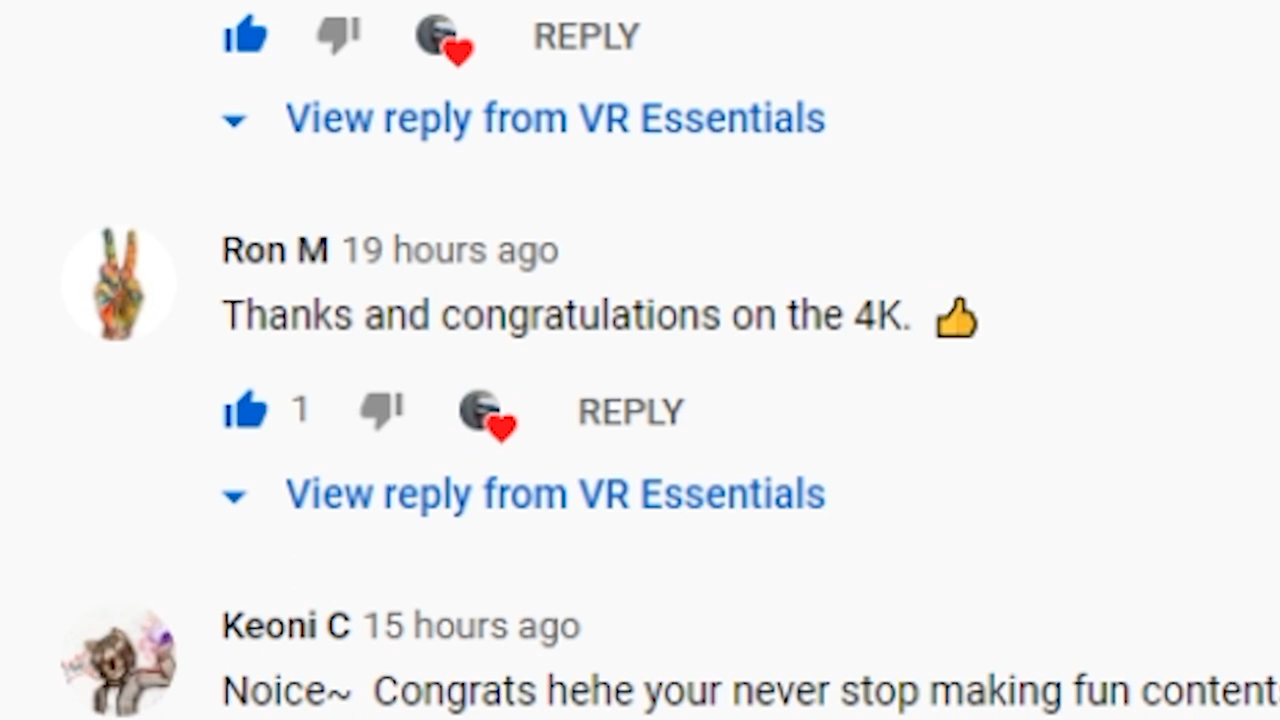 REPLY
View reply from VR Essentials
Ron M 19 hours ago
Thanks and congratulations on the 4K. 👍
1 REPLY
View reply from VR Essentials
Keoni C 15 hours ago
Noice~ Congrats hehe your never stop making fun content